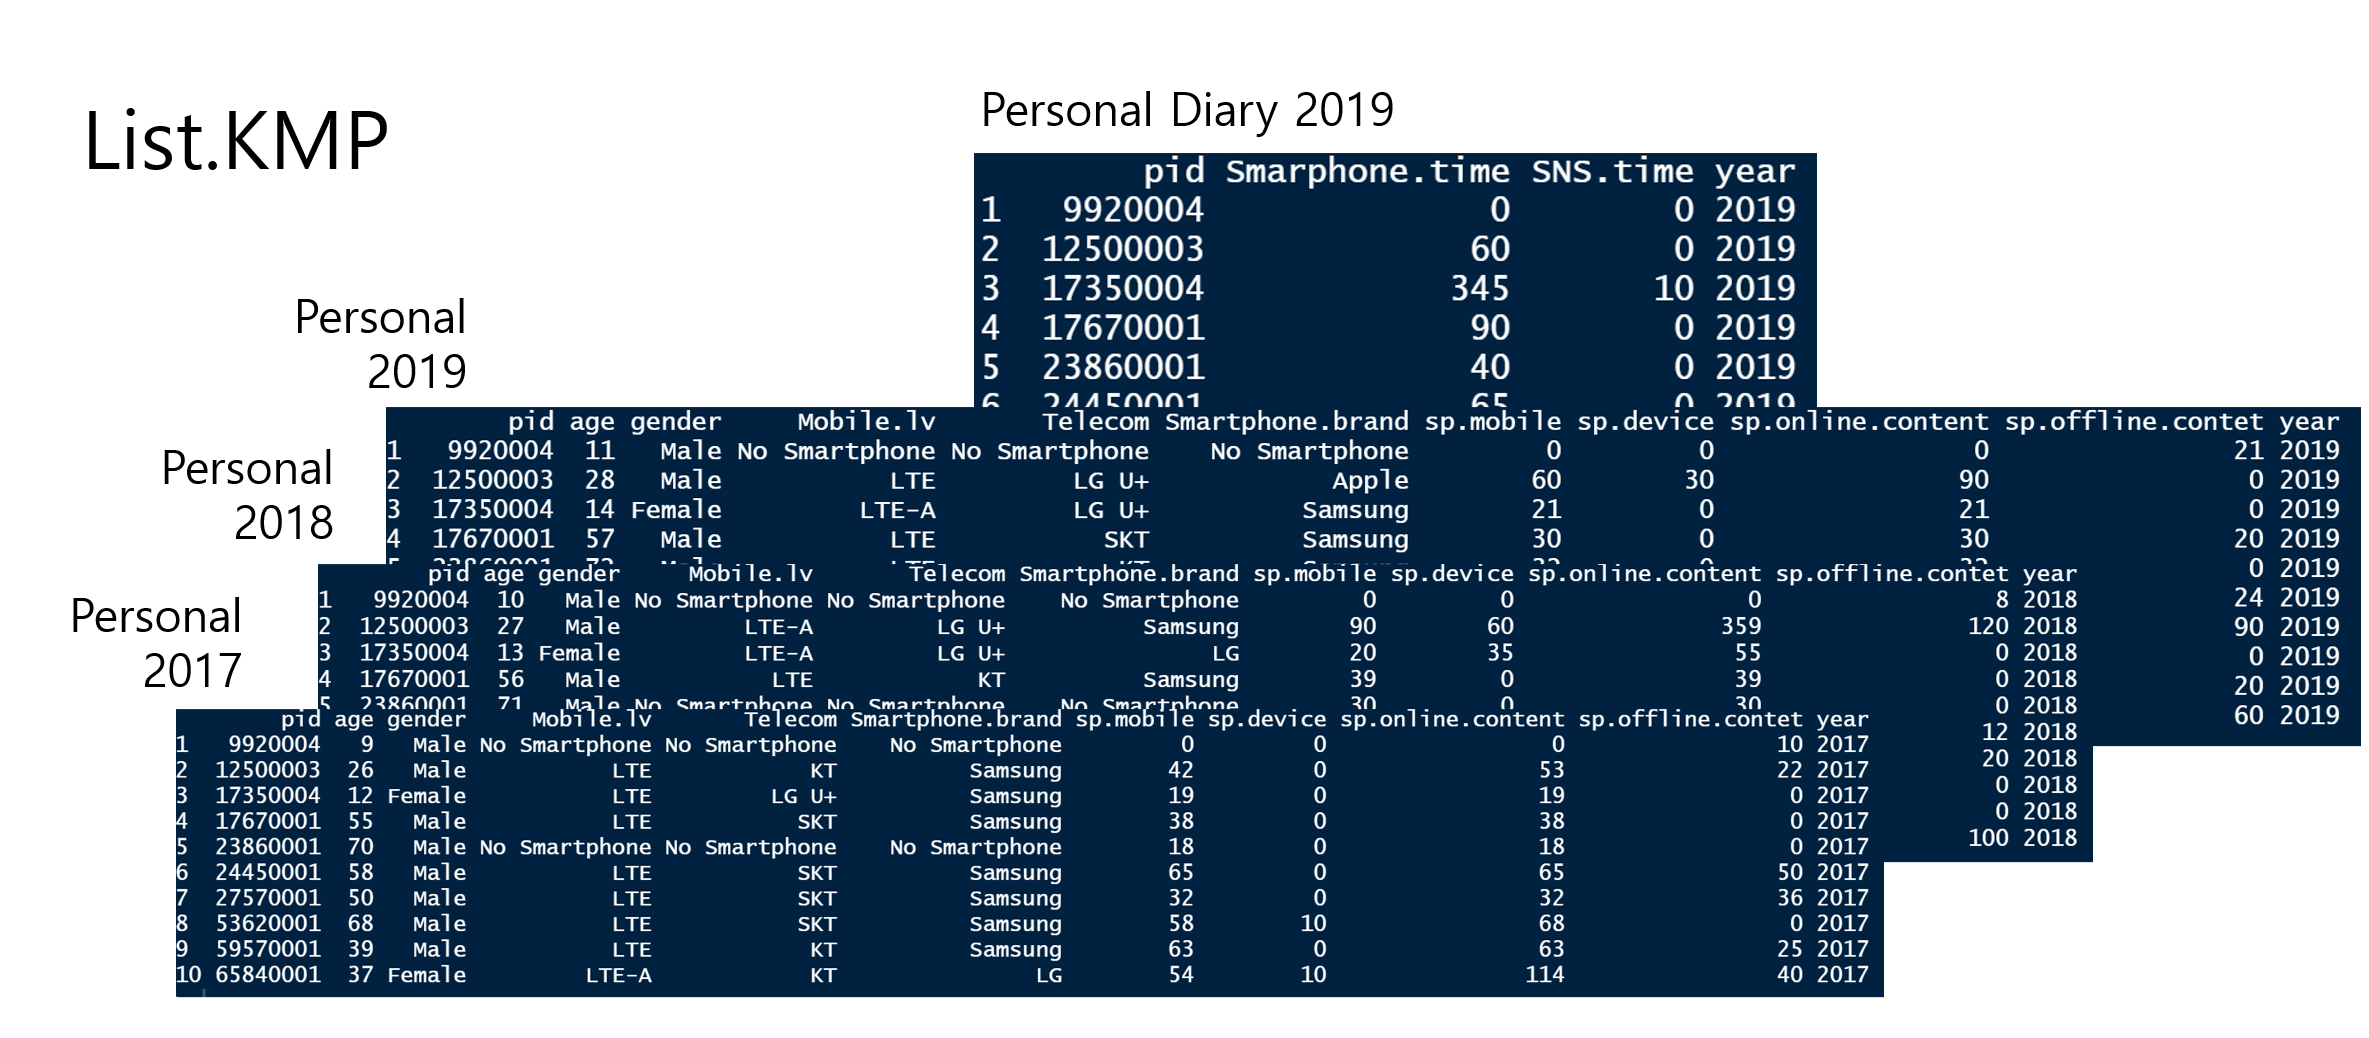 List.KMP
Personal Diary 2019
pid Smarphone.time SNS.time year
1 9920004 0 0 2019
2 12500003 60 0 2019
3 17350004 345 10 2019
4 17670001 90 0 2019
5 23860001 40 0 2019
6 24450001 65 0 2019
Personal
2019
pid age gender Mobile.lv Telecom Smartphone.brand sp.mobile sp.device sp.online.content sp.offline.contet year
1 9920004 11 Male No Smartphone No Smartphone No Smartphone 0 0 0 21 2019
2 12500003 28 Male LTE LG U+ Apple 60 30 90 0 2019
3 17350004 14 Female LTE-A LG U+ Samsung 21 0 21 0 2019
4 17670001 57 Male LTE SKT Samsung 30 0 30 20 2019
0 2019
24 2019
90 2019
0 2019
20 2019
60 2019
Personal
2018
pid age gender Mobile.lv Telecom Smartphone.brand sp.mobile sp.device sp.online.content sp.offline.contet year
1 9920004 10 Male No Smartphone No Smartphone No Smartphone 0 0 0 8 2018
2 12500003 27 Male LTE-A LG U+ Samsung 90 60 359 120 2018
3 17350004 13 Female LTE-A LG U+ LG 20 35 55 0 2018
4 17670001 56 Male LTE KT Samsung 39 0 39 0 2018
5 23860001 71 Male No Smartphone No Smartphone No Smartphone 30 0 30 0 2018
12 2018
20 2018
0 2018
0 2018
100 2018
Personal
2017
pid age gender Mobile.lv Telecom Smartphone.brand sp.mobile sp.device sp.online.content sp.offline.contet year
1 9920004 9 Male No Smartphone No Smartphone No Smartphone 0 0 0 10 2017
2 12500003 26 Male LTE KT Samsung 42 0 53 22 2017
3 17350004 12 Female LTE LG U+ Samsung 19 0 19 0 2017
4 17670001 55 Male LTE SKT Samsung 38 0 38 0 2017
5 23860001 70 Male No Smartphone No Smartphone No Smartphone 18 0 18 0 2017
6 24450001 58 Male LTE SKT Samsung 65 0 65 50 2017
7 27570001 50 Male LTE SKT Samsung 32 0 32 36 2017
8 53620001 68 Male LTE SKT Samsung 58 10 68 0 2017
9 59570001 39 Male LTE KT Samsung 63 0 63 25 2017
10 65840001 37 Female LTE-A KT LG 54 10 114 40 2017